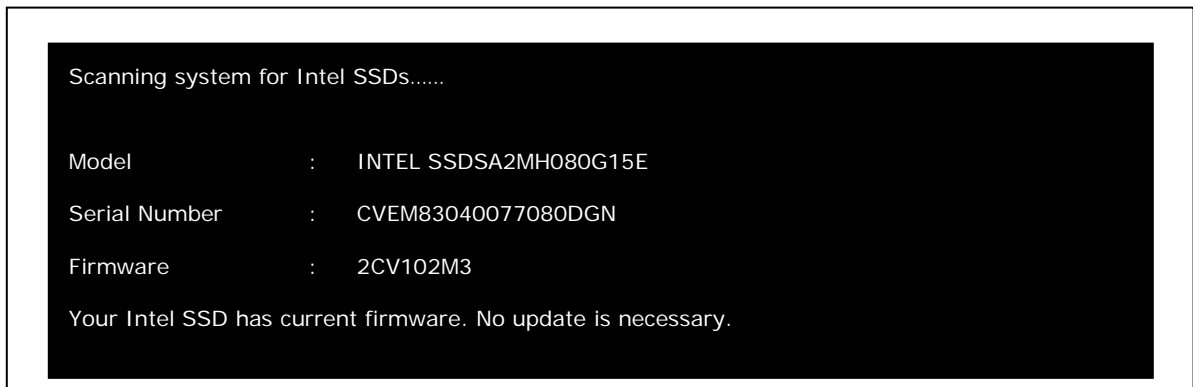 Scanning system for Intel SSDs......
Model : INTEL SSDSA2MH080G15E
Serial Number : CVEM83040077080DGN
Firmware : 2CV102M3
Your Intel SSD has current firmware. No update is necessary.